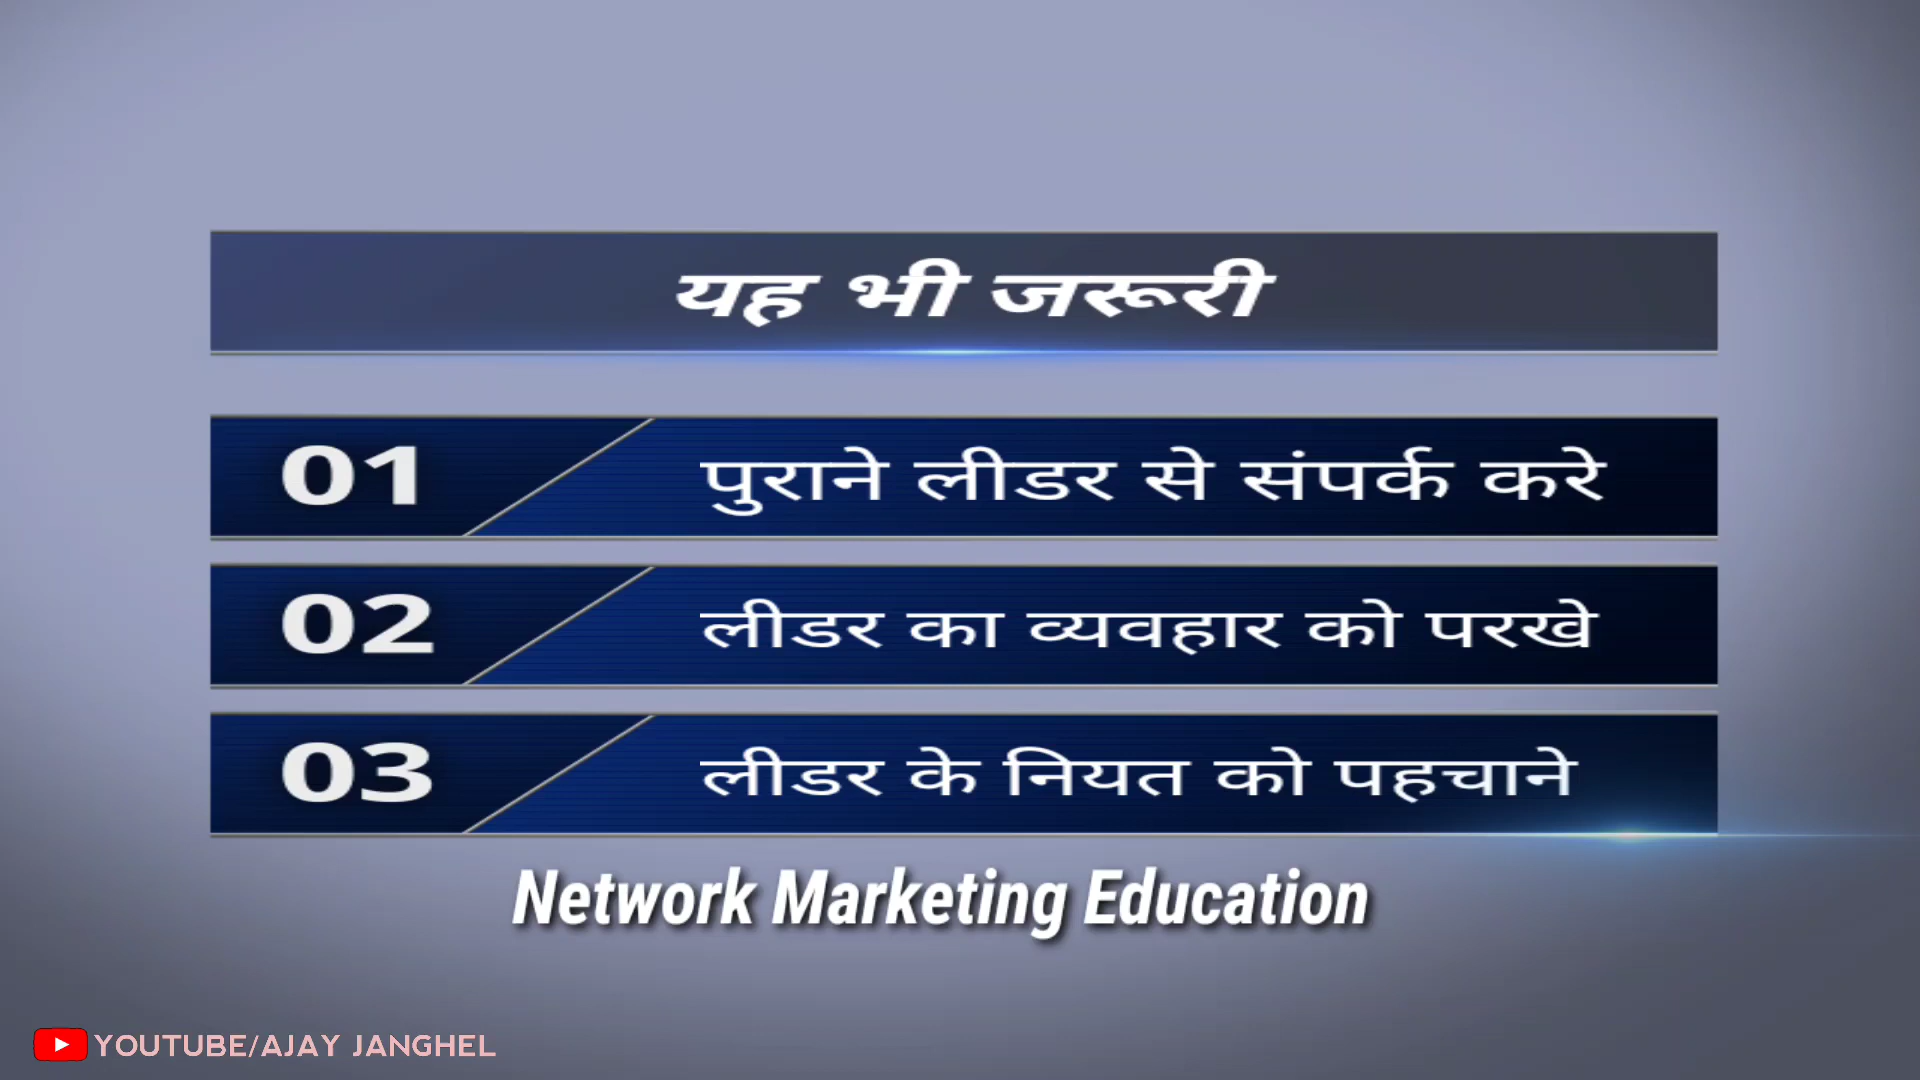 यह भी जरूरी
01 पुराने लीडर से संपर्क करे
02 लीडर का व्यवहार को परखे
03 लीडर के नियत को पहचाने
Network Marketing Education
YOUTUBE/AJAY JANGHEL